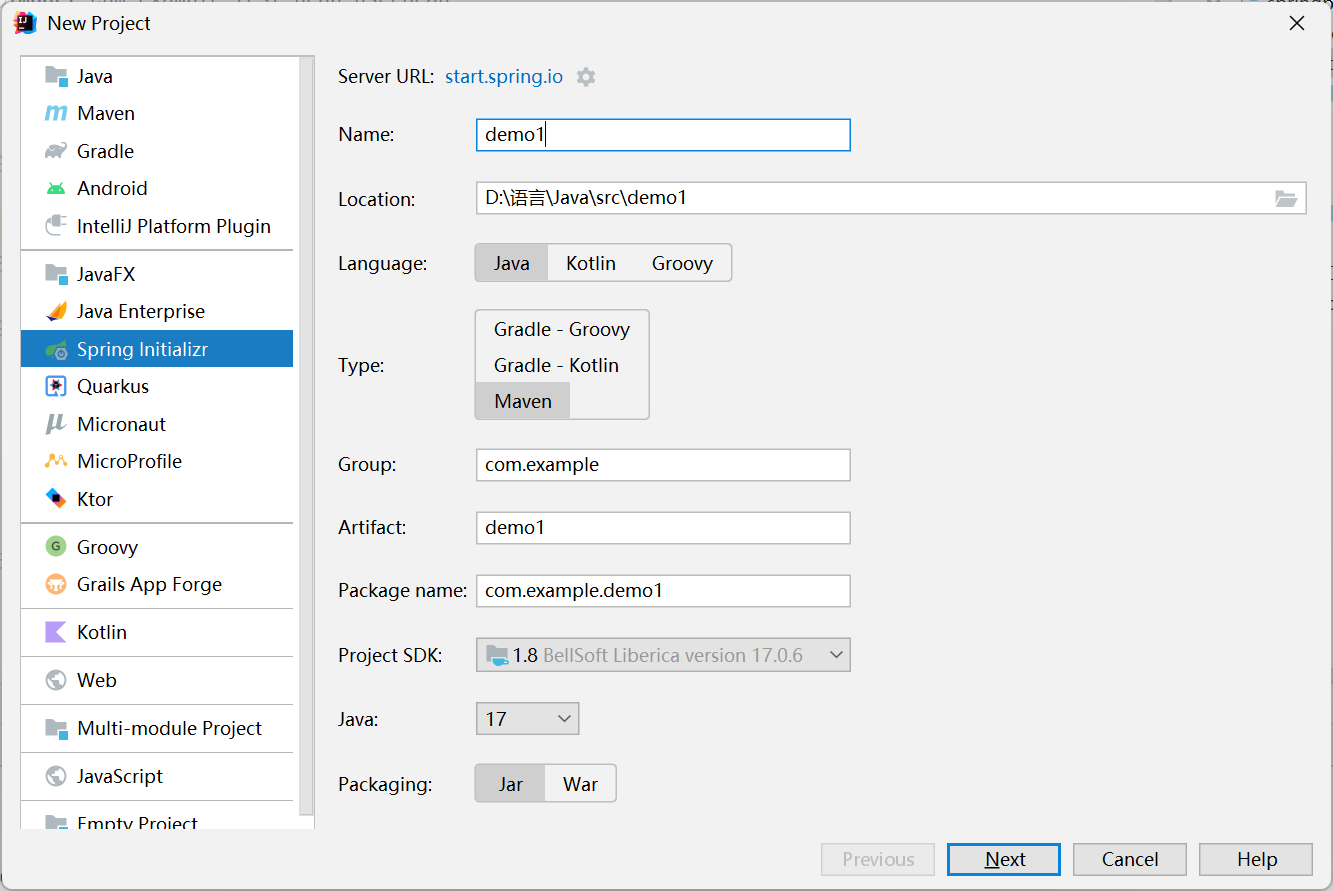 New Project
Java
Maven
Gradle
Android
IntelliJ Platform Plugin
JavaFX
Java Enterprise
Spring Initializr
Quarkus
Micronaut
MicroProfile
Ktor
Groovy
Grails App Forge
Kotlin
Web
Multi-module Project
JavaScript
Empty Project
Server URL: start.spring.io
Name: demo1
Location: D:\语言\Java\src\demo1
Language: Java Kotlin Groovy
Type: Gradle - Groovy
Gradle - Kotlin
Maven
Group: com.example
Artifact: demo1
Package name: com.example.demo1
Project SDK: 1.8 BellSoft Liberica version 17.0.6
Java: 17
Packaging: Jar War
Previous Next Cancel Help